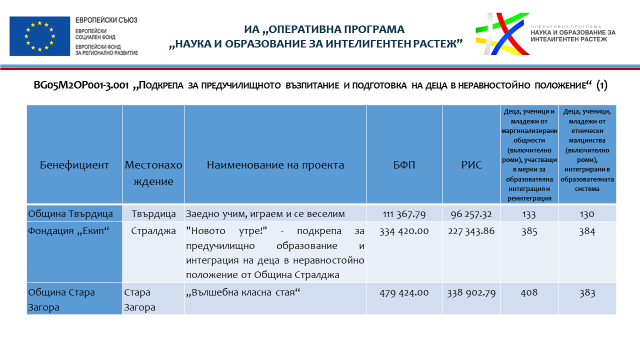 ЕВРОПЕЙСКИ СЪЮЗ
ЕВРОПЕЙСКИ
СОЦИАЛЕН ФОНД
ЕВРОПЕЙСКИ ФОНД
ЗА РЕГИОНАЛНО РАЗВИТИЕ
ИА „ОПЕРАТИВНА ПРОГРАМА
„НАУКА И ОБРАЗОВАНИЕ ЗА ИНТЕЛИГЕНТЕН РАСТЕЖ”
ОПЕРАТИВНА ПРОГРАМА
НАУКА И ОБРАЗОВАНИЕ ЗА
ИНТЕЛИГЕНТЕН РАСТЕЖ
BG05M2OP001-3.001 „ПОДКРЕПА ЗА ПРЕДУЧИЛИЩНОТО ВЪЗПИТАНИЕ И ПОДГОТОВКА НА ДЕЦА В НЕРАВНОСТОЙНО ПОЛОЖЕНИЕ“ (1)
Бенефициент
Местонахо
ждение
Наименование на проекта
БФП
РИС
Деца, ученици и
младежи от
маргинализирани
общности
(включително
роми), участващи
в мерки за
образователна
интеграция и
реинтеграция
Деца, ученици,
младежи от
етнически
малцинства
(включително
роми),
интегрирани в
образователната
система
Община Твърдица
Твърдица
Заедно учим, играем и се веселим
111 367.79
96 257.32
133
130
Фондация „Екип“
Стралджа
"Новото утре!" - подкрепа за
предучилищно образование и
интеграция на деца в неравностойно
положение от Община Стралджа
334 420.00
227 343.86
385
384
Община Стара
Загора
Стара
Загора
„Вълшебна класна стая“
479 424.00
338 902.79
408
383